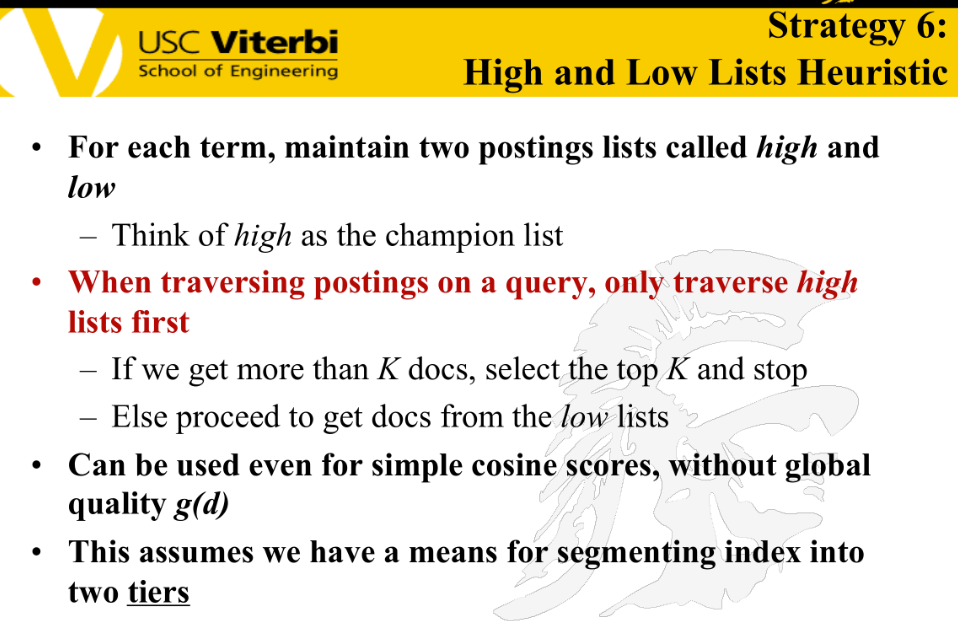 USC Viterbi
School of Engineering
Strategy 6:
High and Low Lists Heuristic
• For each term, maintain two postings lists called high and
low
– Think of high as the champion list
• When traversing postings on a query, only traverse high
lists first
– If we get more than K docs, select the top K and stop
– Else proceed to get docs from the low lists
• Can be used even for simple cosine scores, without global
quality g(d)
• This assumes we have a means for segmenting index into
two tiers